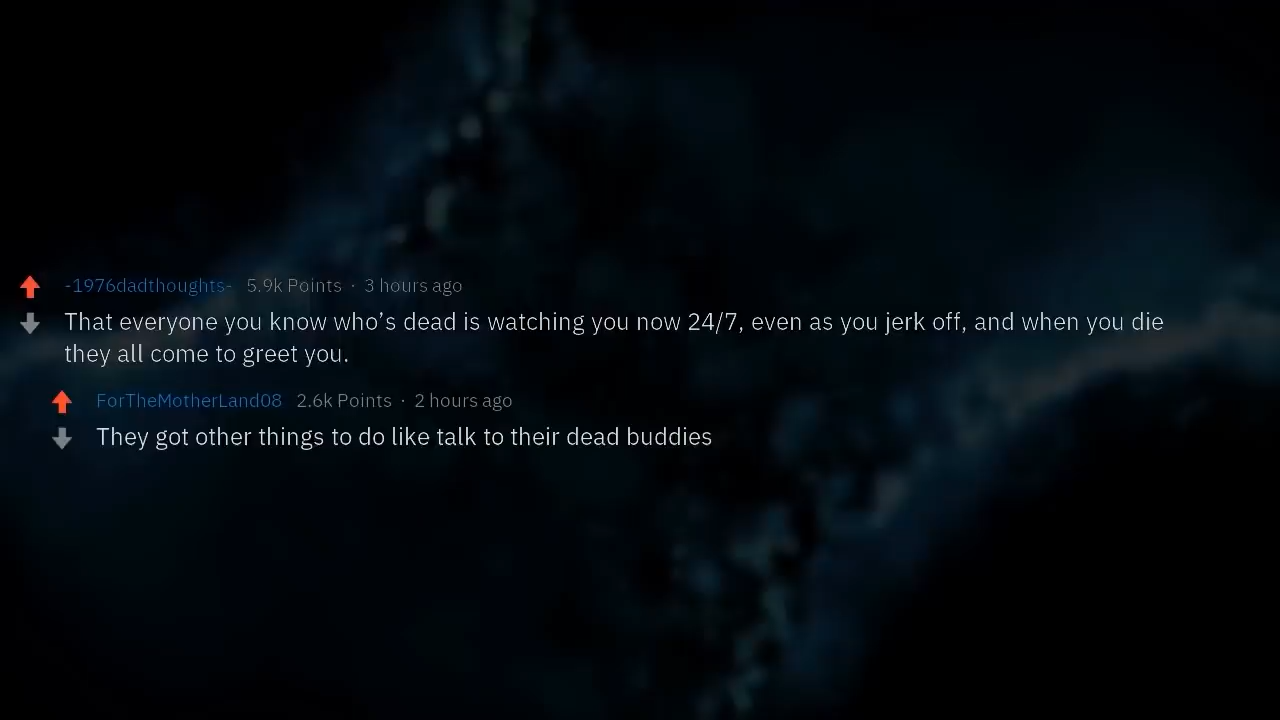 -1976dadthoughts- 5.9k Points · 3 hours ago
That everyone you know who’s dead is watching you now 24/7, even as you jerk off, and when you die
they all come to greet you.
ForTheMotherLand08 2.6k Points · 2 hours ago
They got other things to do like talk to their dead buddies